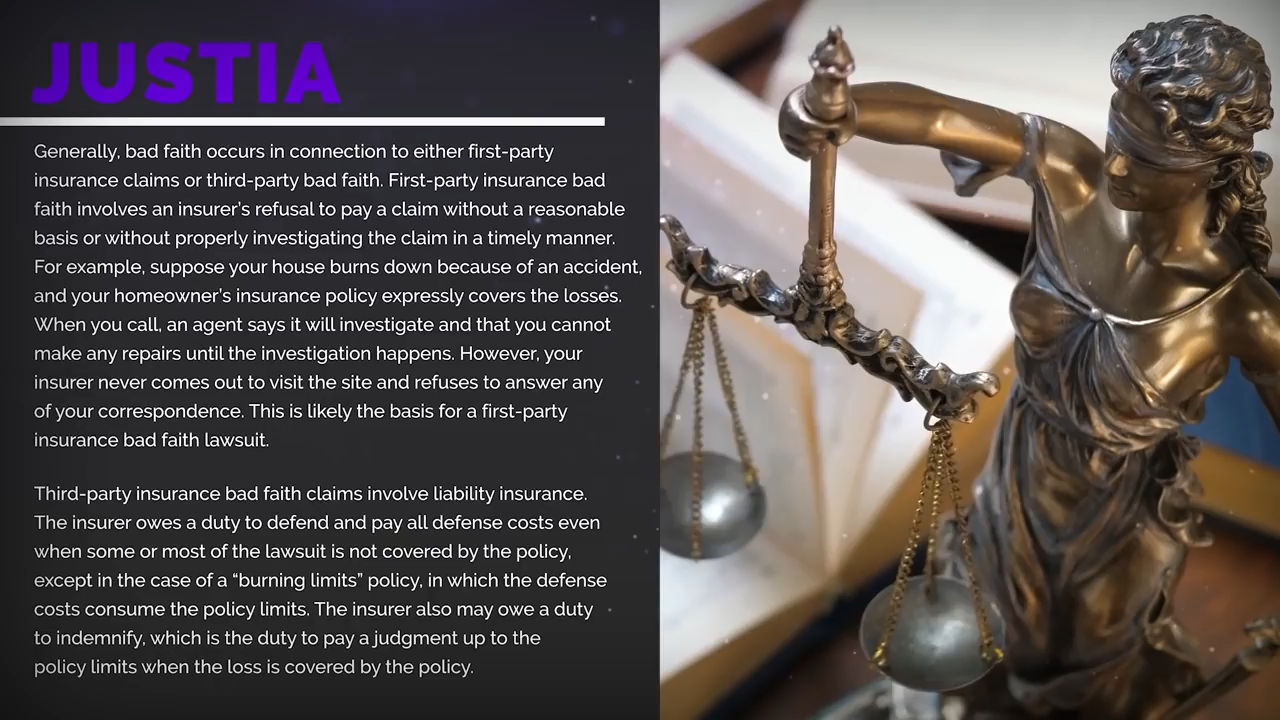 JUSTIA
Generally, bad faith occurs in connection to either first-party
insurance claims or third-party bad faith. First-party insurance bad
faith involves an insurer's refusal to pay a claim without a reasonable
basis or without properly investigating the claim in a timely manner.
For example, suppose your house burns down because of an accident,
and your homeowner's insurance policy expressly covers the losses.
When you call, an agent says it will investigate and that you cannot
make any repairs until the investigation happens. However, your
insurer never comes out to visit the site and refuses to answer any
of your correspondence. This is likely the basis for a first-party
insurance bad faith lawsuit.
Third-party insurance bad faith claims involve liability insurance.
The insurer owes a duty to defend and pay all defense costs even
when some or most of the lawsuit is not covered by the policy,
except in the case of a “burning limits” policy, in which the defense
costs consume the policy limits. The insurer also may owe a duty
to indemnify, which is the duty to pay a judgment up to the
policy limits when the loss is covered by the policy.